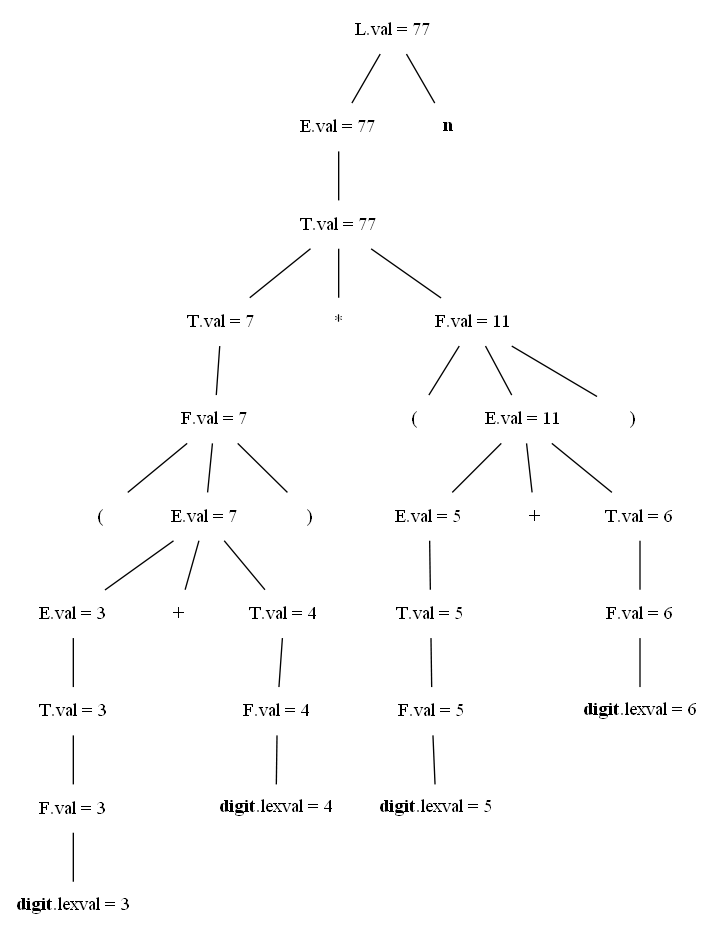 L.val = 77
E.val = 77 n
T.val = 77
T.val = 7 * F.val = 11
F.val = 7 ( E.val = 11 )
( E.val = 7 ) E.val = 5 + T.val = 6
E.val = 3 + T.val = 4 T.val = 5 F.val = 6
T.val = 3 F.val = 4 F.val = 5 digit.lexval = 6
F.val = 3 digit.lexval = 4 digit.lexval = 5
digit.lexval = 3